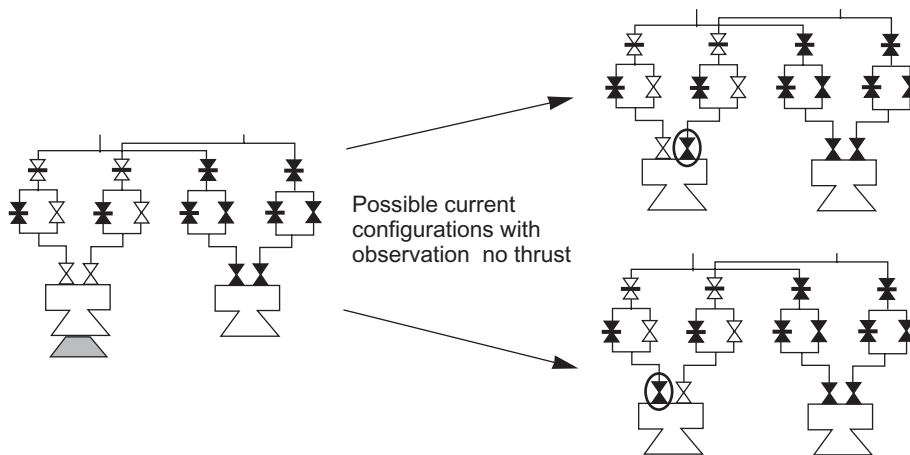 Possible current
configurations with
observation  no thrust